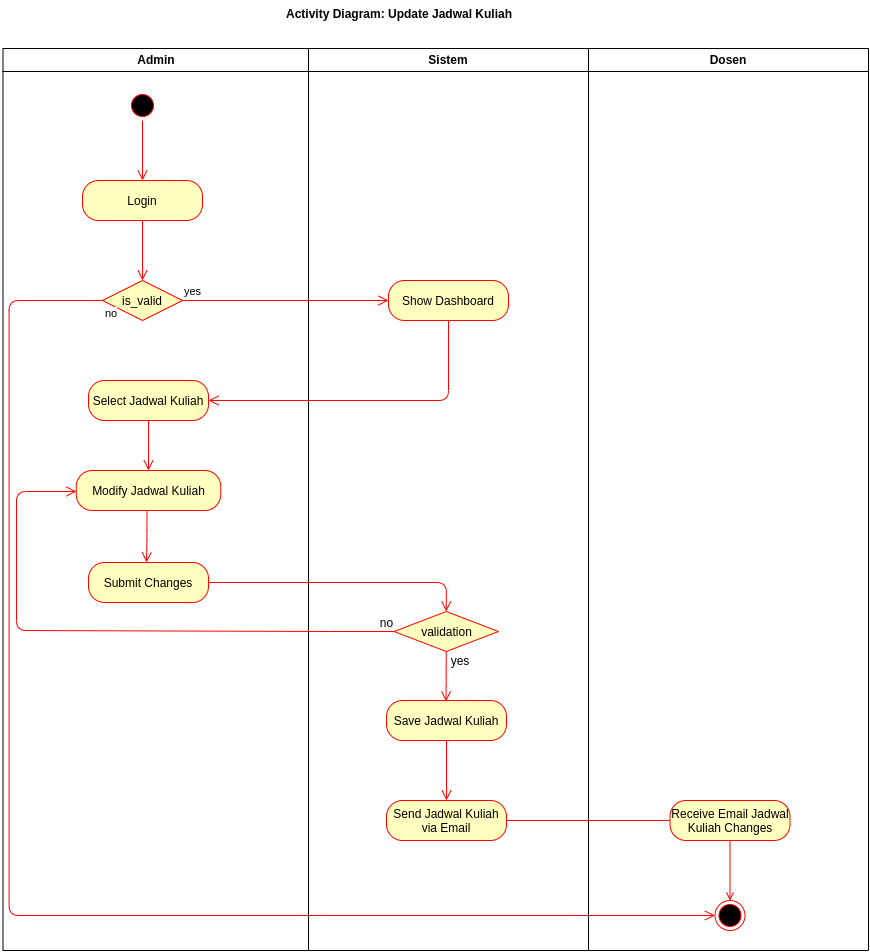 Activity Diagram: Update Jadwal Kuliah
Admin
Sistem
Dosen
Login
is_valid
yes
no
Show Dashboard
Select Jadwal Kuliah
Modify Jadwal Kuliah
Submit Changes
no
validation
yes
Save Jadwal Kuliah
Send Jadwal Kuliah
via Email
Receive Email Jadwal
Kuliah Changes